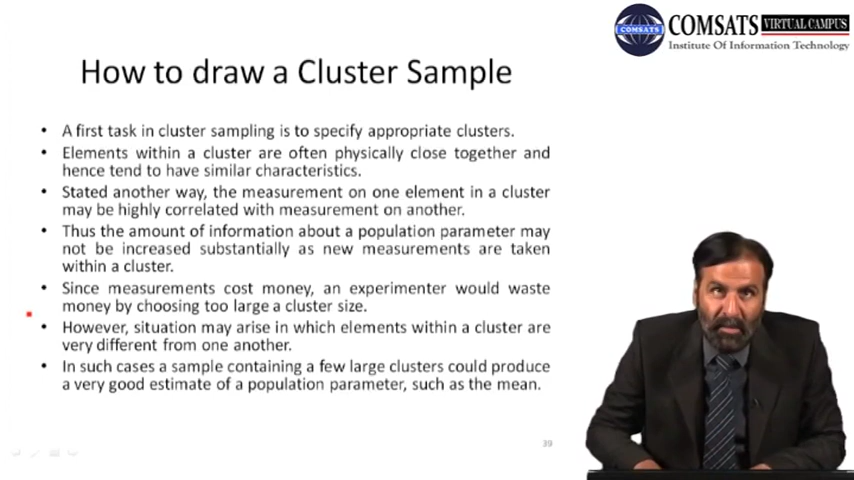 COMSATS
COMSATS VIRTUAL CAMPUS
Institute Of Information Technology
How to draw a Cluster Sample
• A first task in cluster sampling is to specify appropriate clusters.
• Elements within a cluster are often physically close together and
hence tend to have similar characteristics.
• Stated another way, the measurement on one element in a cluster
may be highly correlated with measurement on another.
• Thus the amount of information about a population parameter may
not be increased substantially as new measurements are taken
within a cluster.
• Since measurements cost money, an experimenter would waste
money by choosing too large a cluster size.
• However, situation may arise in which elements within a cluster are
very different from one another.
• In such cases a sample containing a few large clusters could produce
a very good estimate of a population parameter, such as the mean.
39